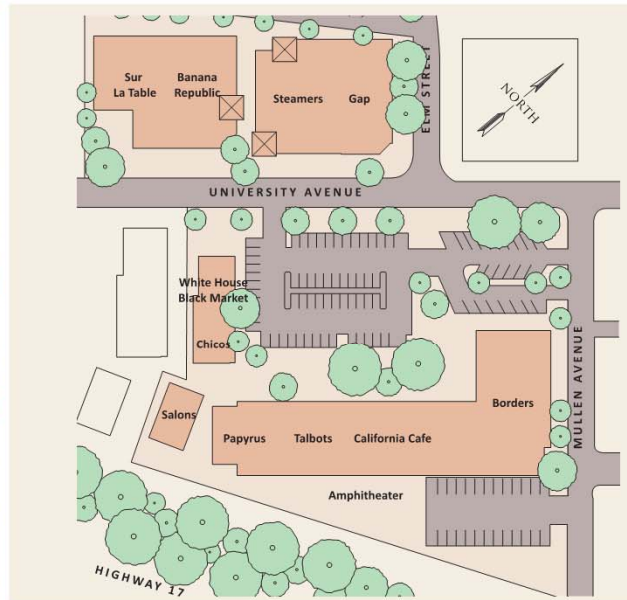 Sur
La Table
Banana
Republic
Steamers
Gap
ELM STREET
NORTH
UNIVERSITY AVENUE
White House
Black Market
Chicos
Salons
Papyrus
Talbots
California Cafe
Borders
MULLEN AVENUE
Amphitheater
HIGHWAY 17